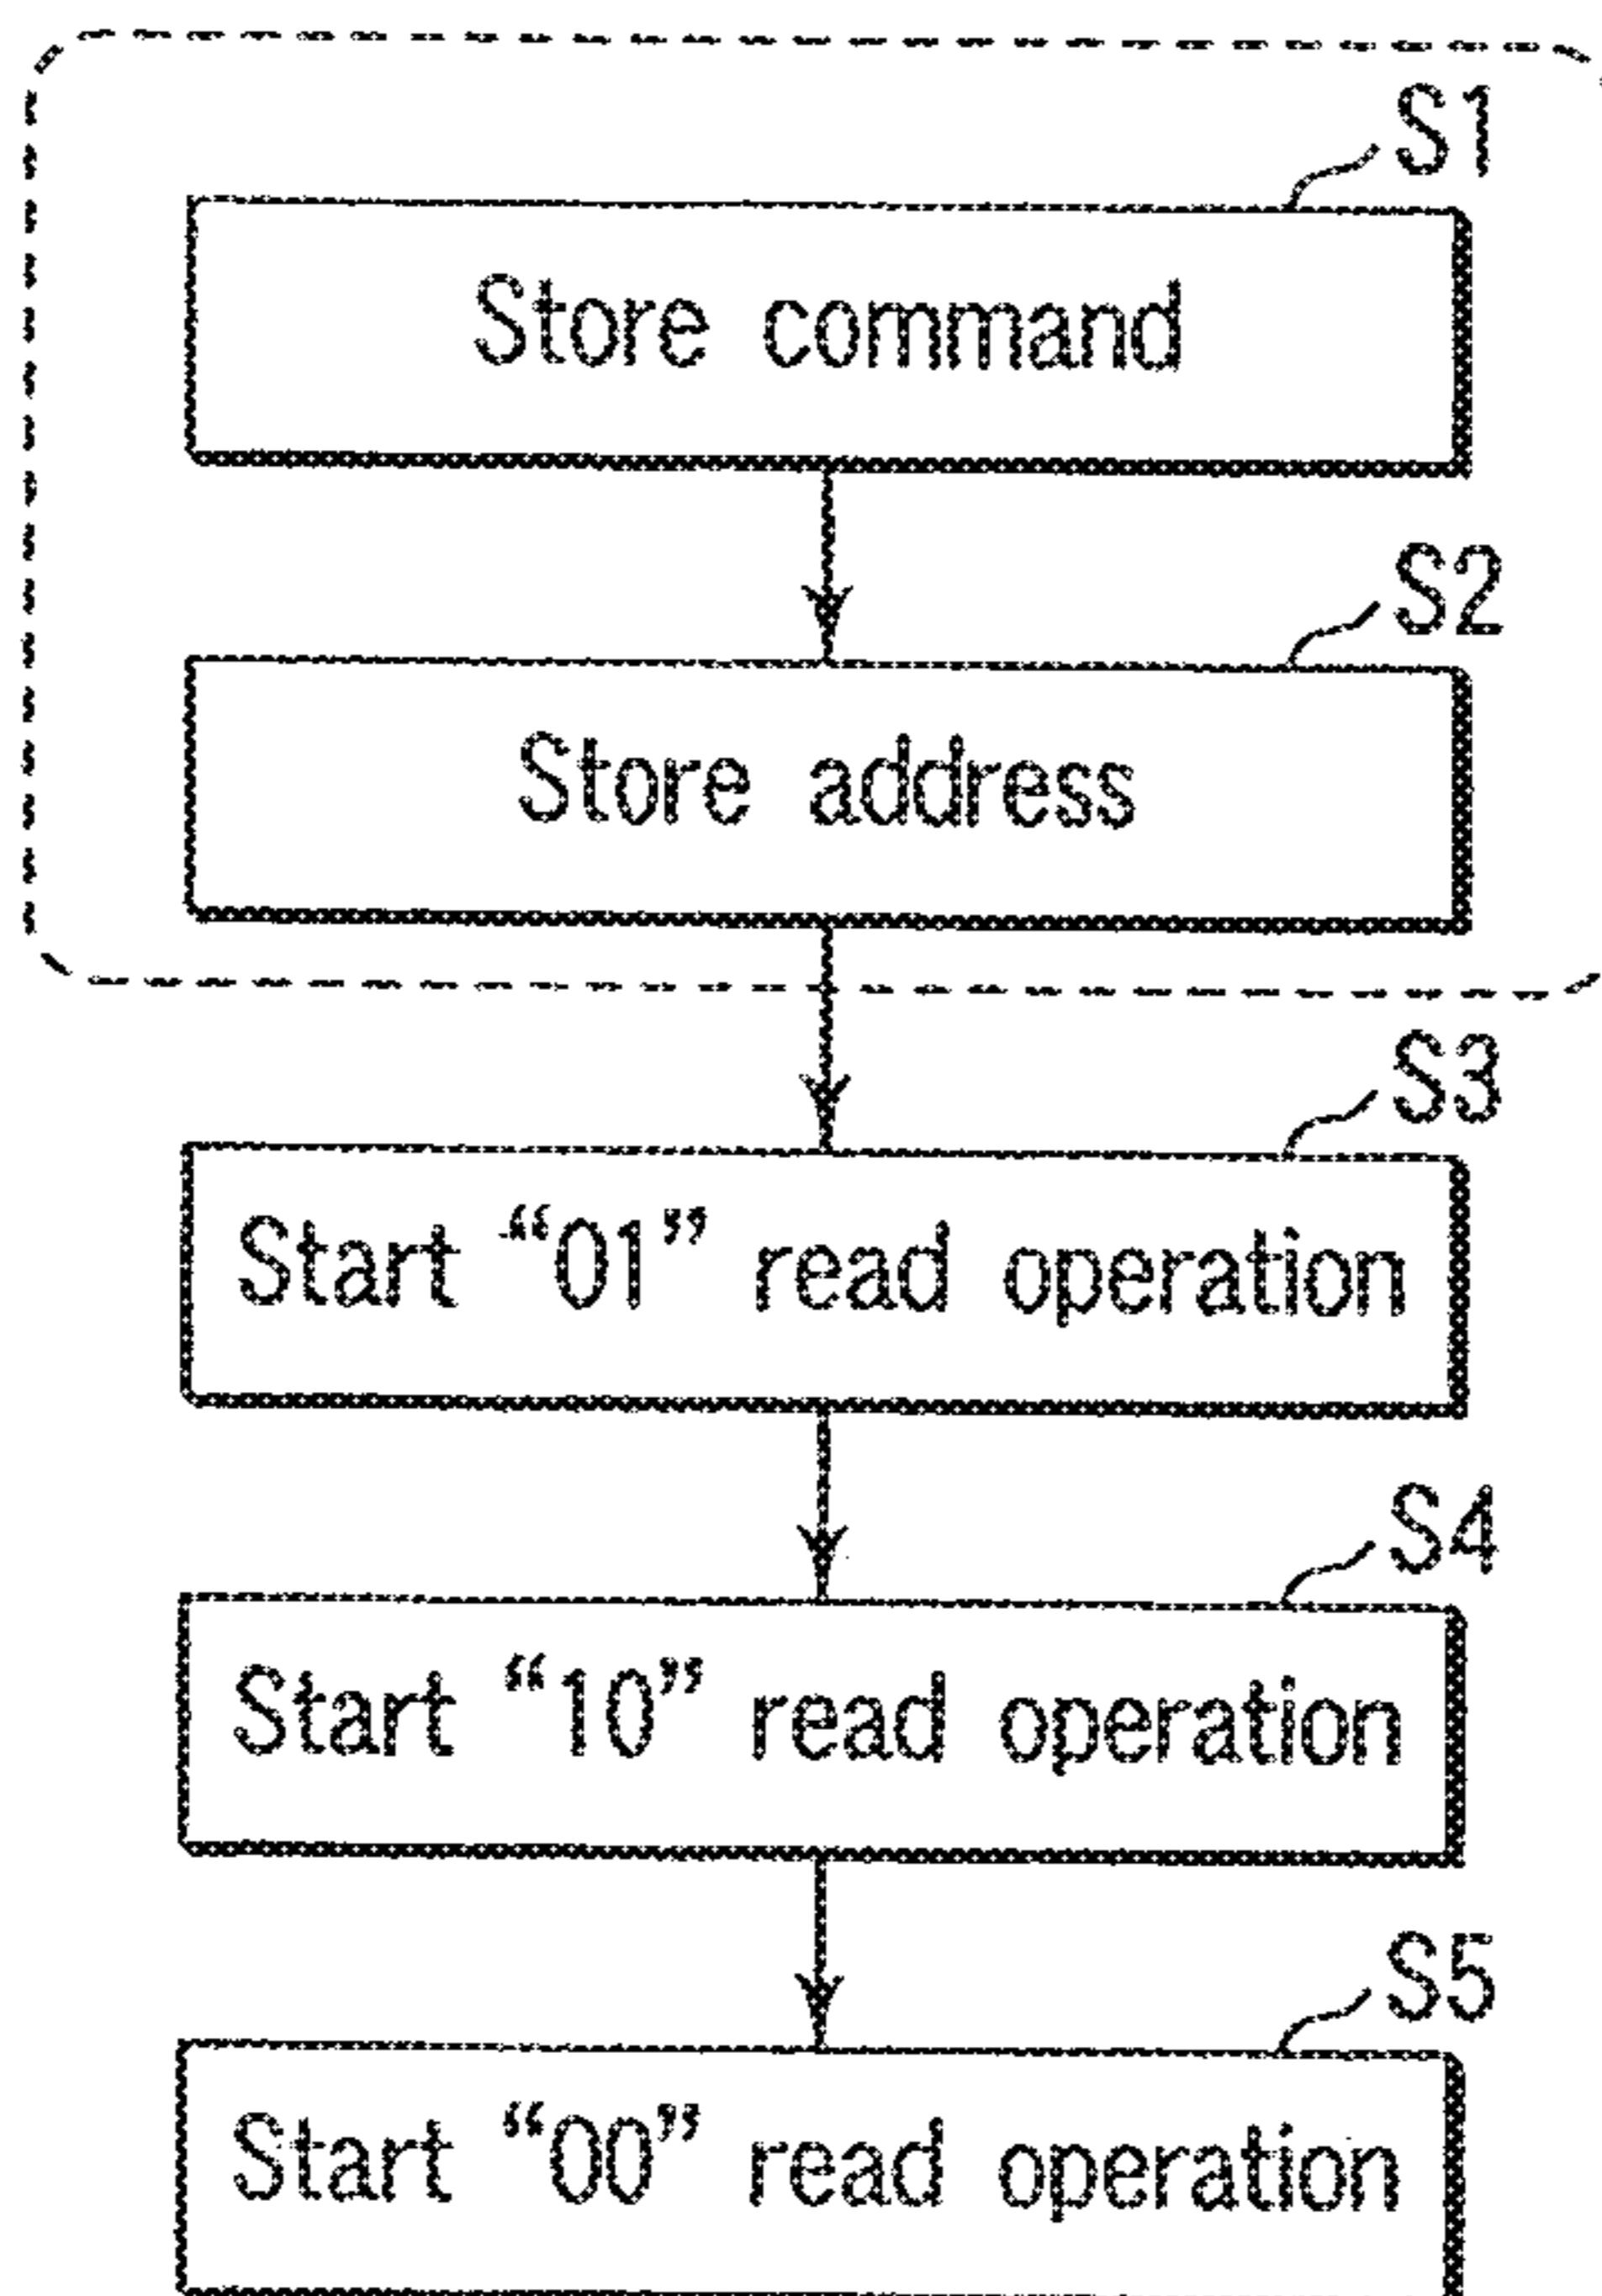 S1
Store command
S2
Store address
S3
Start “01” read operation
S4
Start “10” read operation
S5
Start “00” read operation